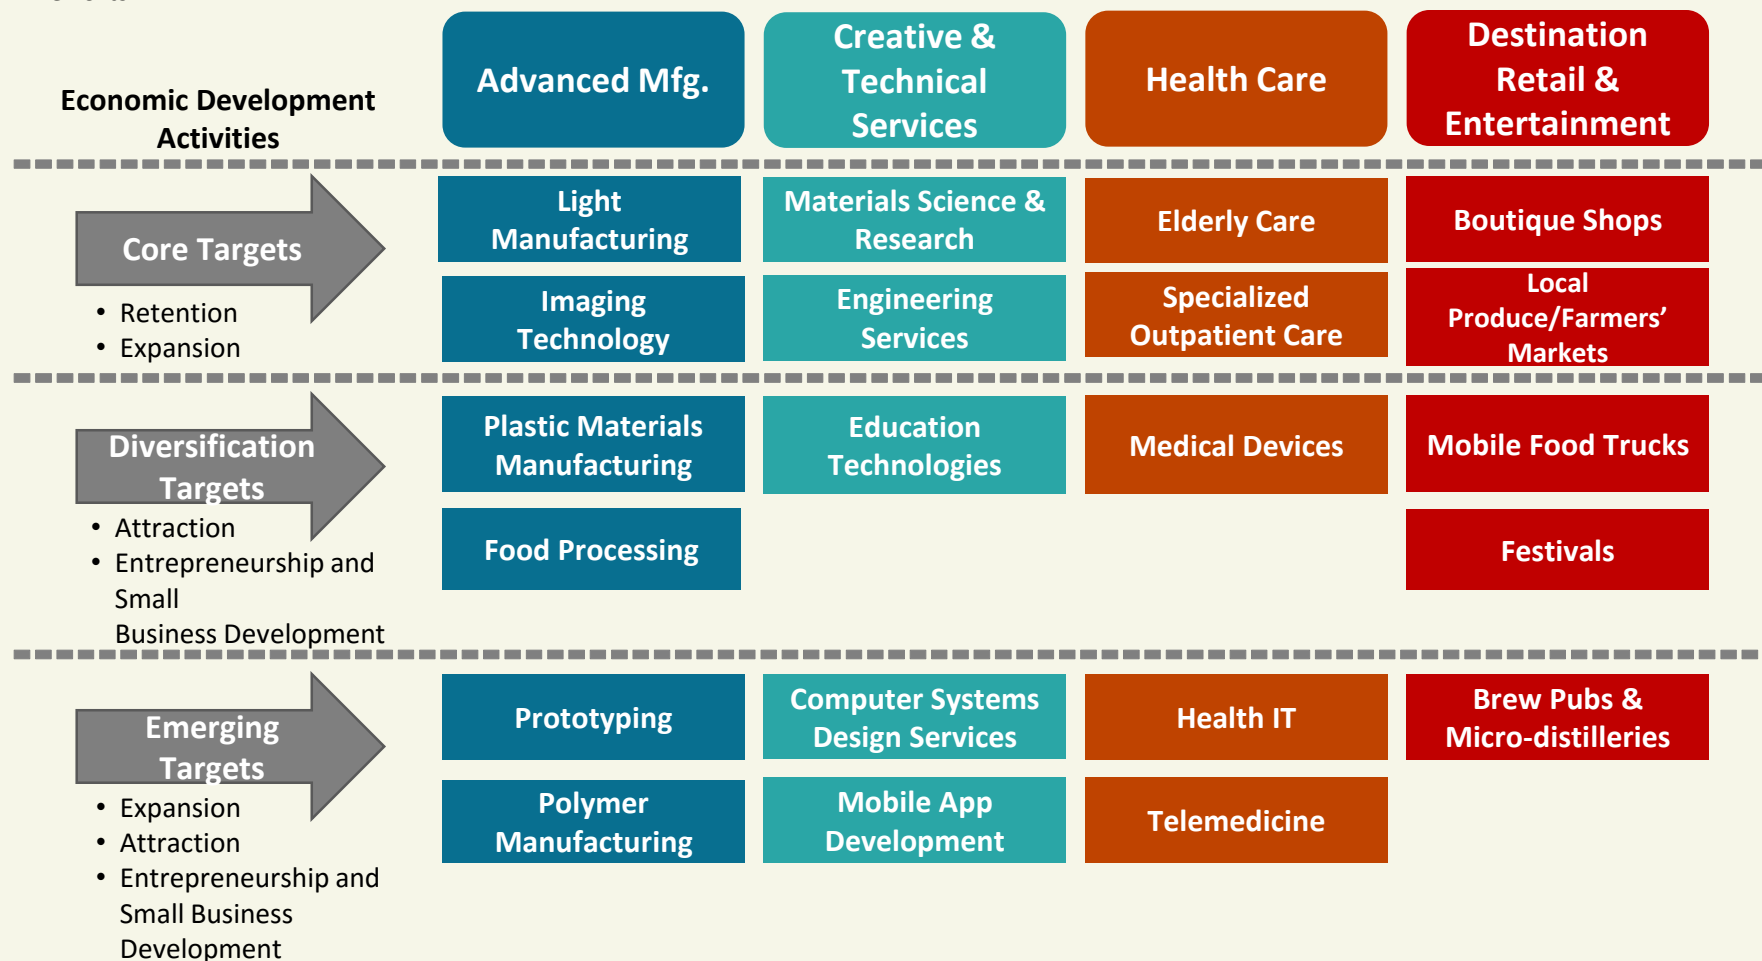 Advanced Mfg.
Creative &
Technical
Services
Health Care
Destination
Retail &
Entertainment
Economic Development
Activities
Core Targets
• Retention
• Expansion
Light
Manufacturing
Materials Science &
Research
Elderly Care
Boutique Shops
Imaging
Technology
Engineering
Services
Specialized
Outpatient Care
Local
Produce/Farmers’
Markets
Diversification
Targets
• Attraction
• Entrepreneurship and
Small
Business Development
Plastic Materials
Manufacturing
Education
Technologies
Medical Devices
Mobile Food Trucks
Food Processing
Festivals
Emerging
Targets
• Expansion
• Attraction
• Entrepreneurship and
Small Business
Development
Prototyping
Computer Systems
Design Services
Health IT
Brew Pubs &
Micro-distilleries
Polymer
Manufacturing
Mobile App
Development
Telemedicine